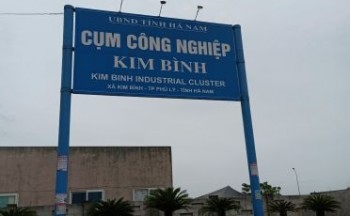 UBND TỈNH HÀ NAM
CỤM CÔNG NGHIỆP
KIM BÌNH
KIM BINH INDUSTRIAL CLUSTER
XÃ KIM BÌNH - TP PHỦ LÝ - TỈNH HÀ NAM